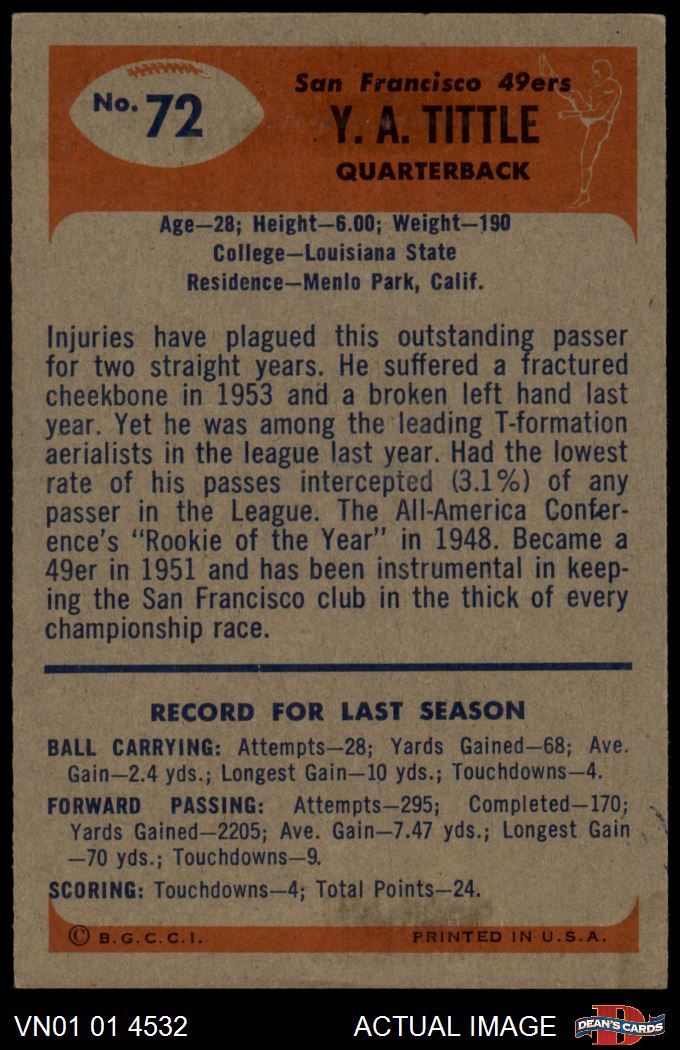 No. 72
San Francisco 49ers
Y. A. TITTLE
QUARTERBACK
Age—28; Height—6.00; Weight—190
College—Louisiana State
Residence—Menlo Park, Calif.
Injuries have plagued this outstanding passer
for two straight years. He suffered a fractured
cheekbone in 1953 and a broken left hand last
year. Yet he was among the leading T-formation
aerialists in the league last year. Had the lowest
rate of his passes intercepted (3.1%) of any
passer in the League. The All-America Confer-
ence's "Rookie of the Year" in 1948. Became a
49er in 1951 and has been instrumental in keep-
ing the San Francisco club in the thick of every
championship race.
RECORD FOR LAST SEASON
BALL CARRYING: Attempts—28; Yards Gained—68; Ave.
Gain—2.4 yds.; Longest Gain—10 yds.; Touchdowns—4.
FORWARD PASSING: Attempts—295; Completed—170;
Yards Gained—2205; Ave. Gain—7.47 yds.; Longest Gain
—70 yds.; Touchdowns—9.
SCORING: Touchdowns—4; Total Points—24.
© B.G.C.C.I. PRINTED IN U.S.A.
VN01 01 4532 ACTUAL IMAGE DEAN'S CARDS